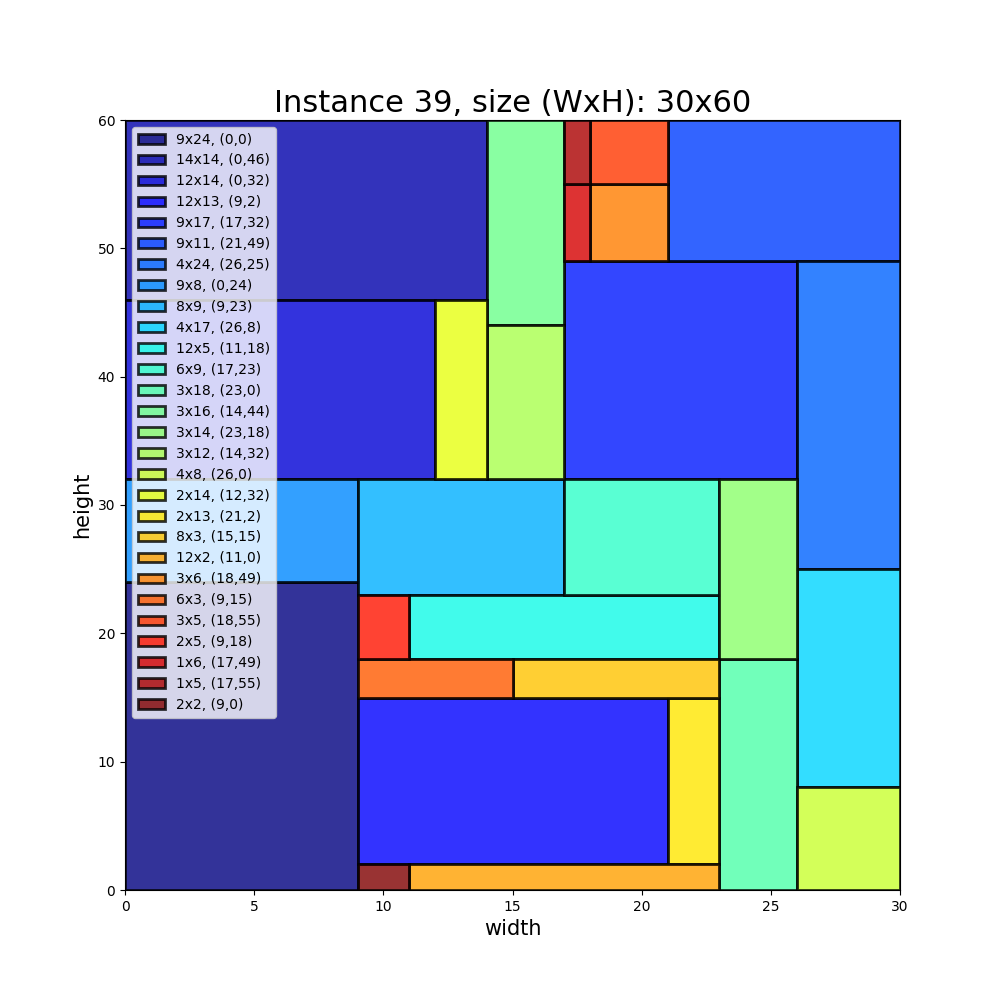 Instance 39, size (WxH): 30x60
60
50
40
30
20
10
0
height
9x24, (0,0)
14x14, (0,46)
12x14, (0,32)
12x13, (9,2)
9x17, (17,32)
9x11, (21,49)
4x24, (26,25)
9x8, (0,24)
8x9, (9,23)
4x17, (26,8)
12x5, (11,18)
6x9, (17,23)
3x18, (23,0)
3x16, (14,44)
3x14, (23,18)
3x12, (14,32)
4x8, (26,0)
2x14, (12,32)
2x13, (21,2)
8x3, (15,15)
12x2, (11,0)
3x6, (18,49)
6x3, (9,15)
3x5, (18,55)
2x5, (9,18)
1x6, (17,49)
1x5, (17,55)
2x2, (9,0)
0 5 10 15 20 25 30
width